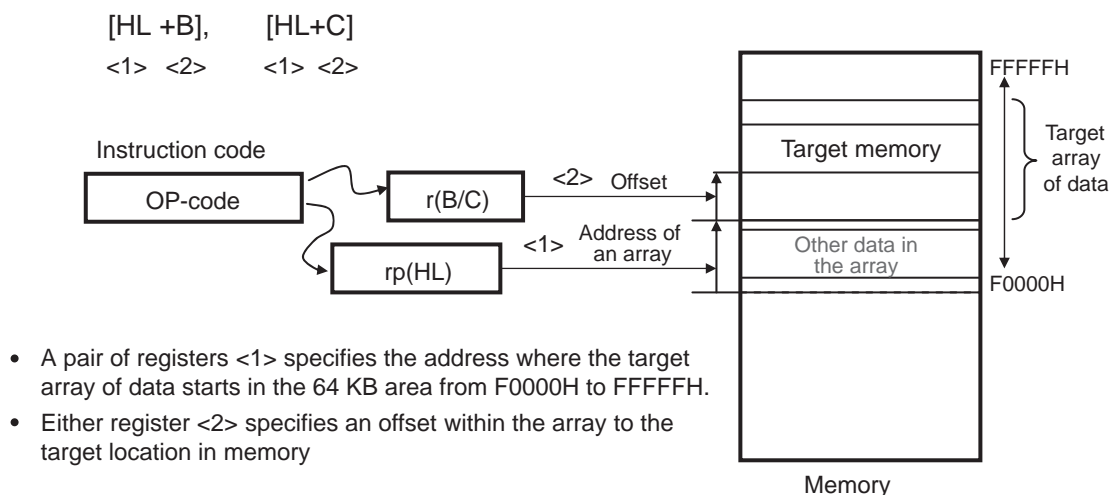 [HL +B], [HL+C]
<1> <2> <1> <2>
FFFFFH
Instruction code
OP-code
r(B/C)
<2> Offset
Target memory
Target
array
of data
rp(HL)
<1> Address of
an array
Other data in
the array
F0000H
• A pair of registers <1> specifies the address where the target
array of data starts in the 64 KB area from F0000H to FFFFFH.
• Either register <2> specifies an offset within the array to the
target location in memory
Memory